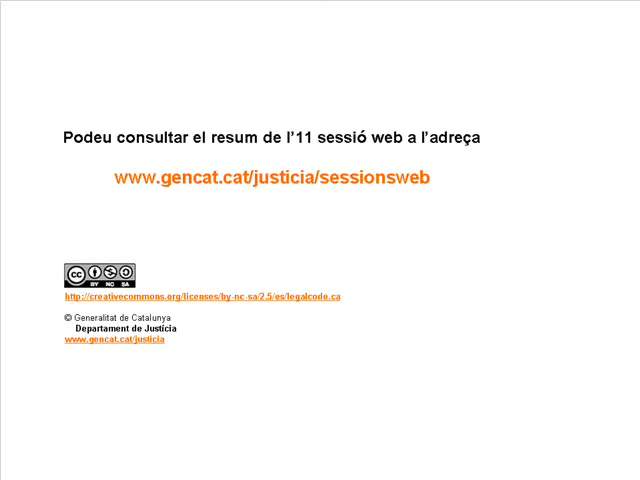 Podeu consultar el resum de l’11 sessió web a l’adreça
www.gencat.cat/justicia/sessionsweb
cc
BY NC SA
http://creativecommons.org/licenses/by-nc-sa/2.5/es/legalcode.ca
© Generalitat de Catalunya
Departament de Justícia
www.gencat.cat/justicia